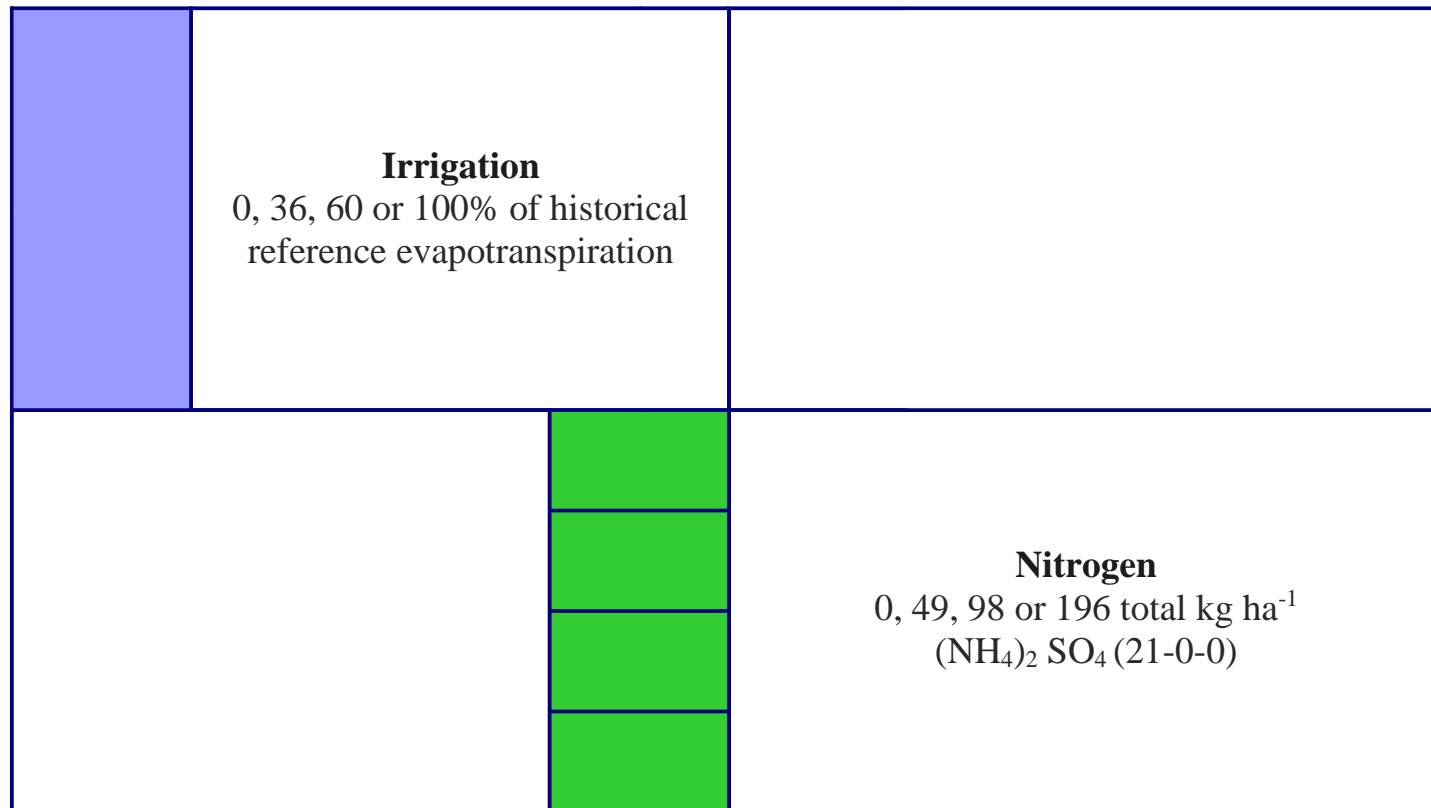 Irrigation
0, 36, 60 or 100% of historical
reference evapotranspiration
Nitrogen
0, 49, 98 or 196 total kg ha⁻¹
(NH₄)₂ SO₄ (21-0-0)